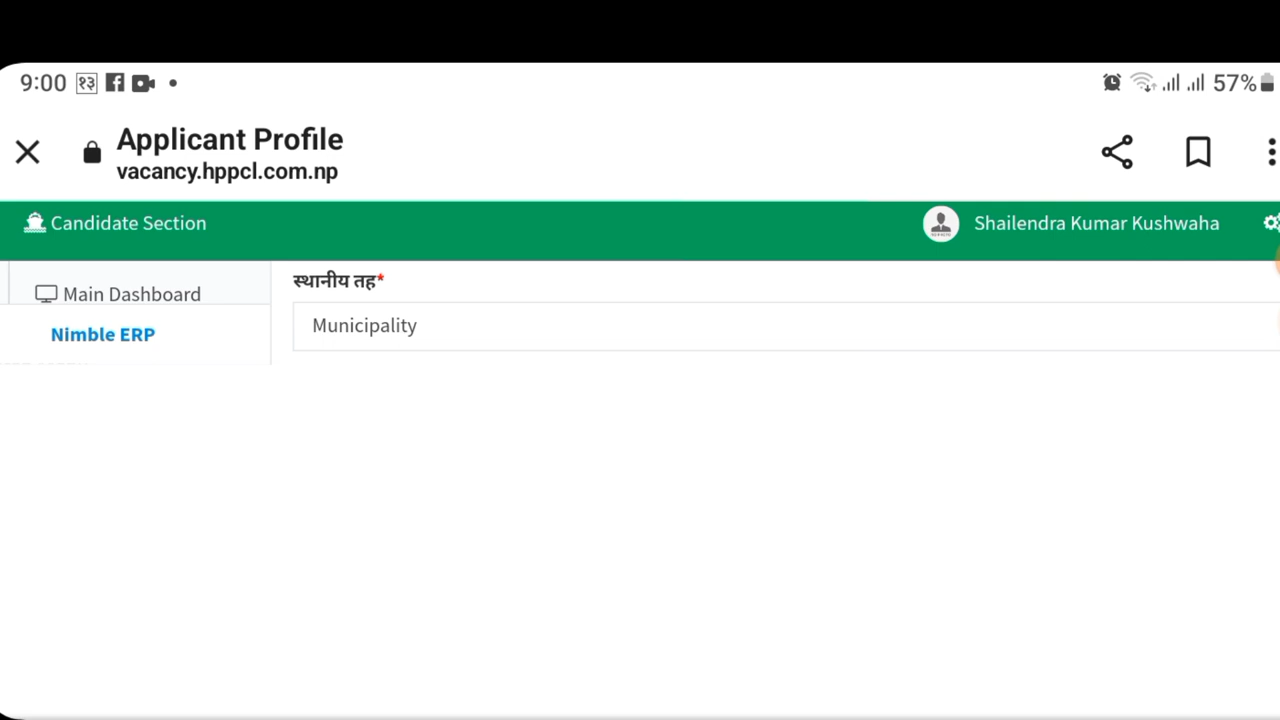 9:00 १३ 57%
Applicant Profile
vacancy.hppcl.com.np
Candidate Section Shailendra Kumar Kushwaha
Main Dashboard
Nimble ERP
स्थानीय तह*
Municipality